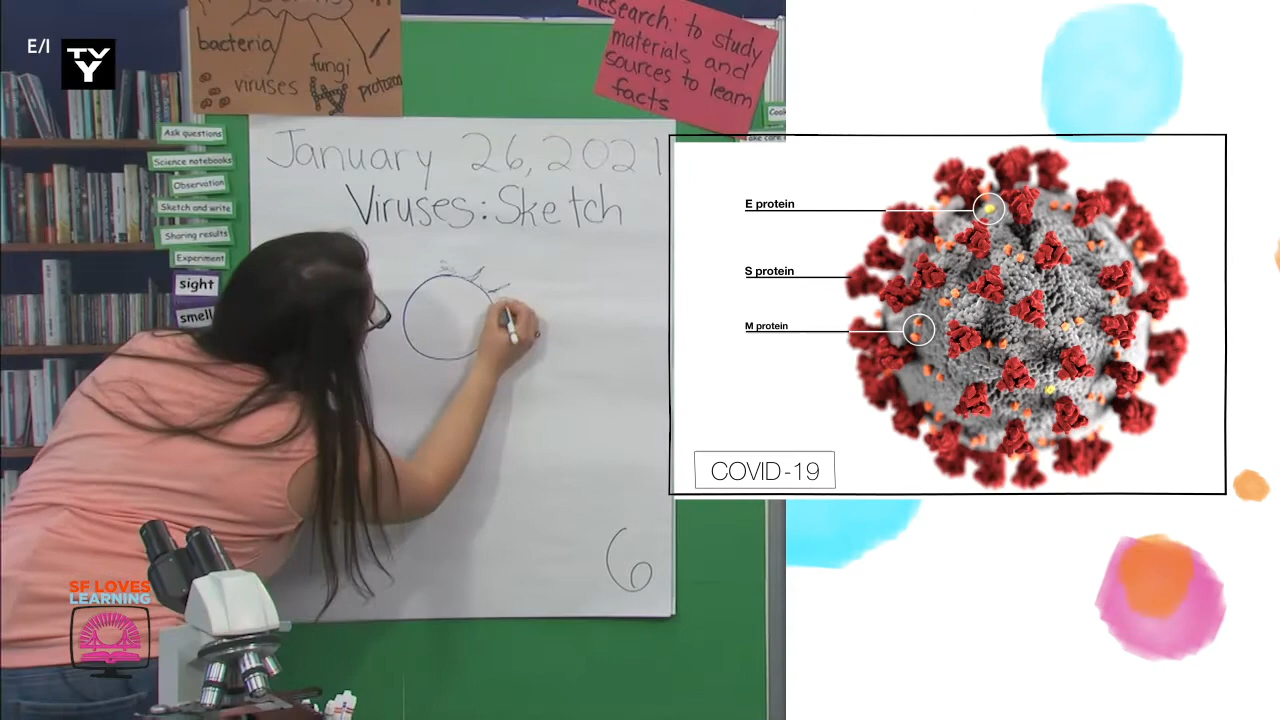 E/I
TV
Y
bacteria
fungi
viruses
protozoa
Research: to study
materials and
sources to learn
facts
Ask questions
Science notebooks
Observation
Sketch and write
Sharing results
Experiment
sight
smell
January 26, 2021
Viruses: Sketch
6
E protein
S protein
M protein
COVID-19
SF LOVES
LEARNING